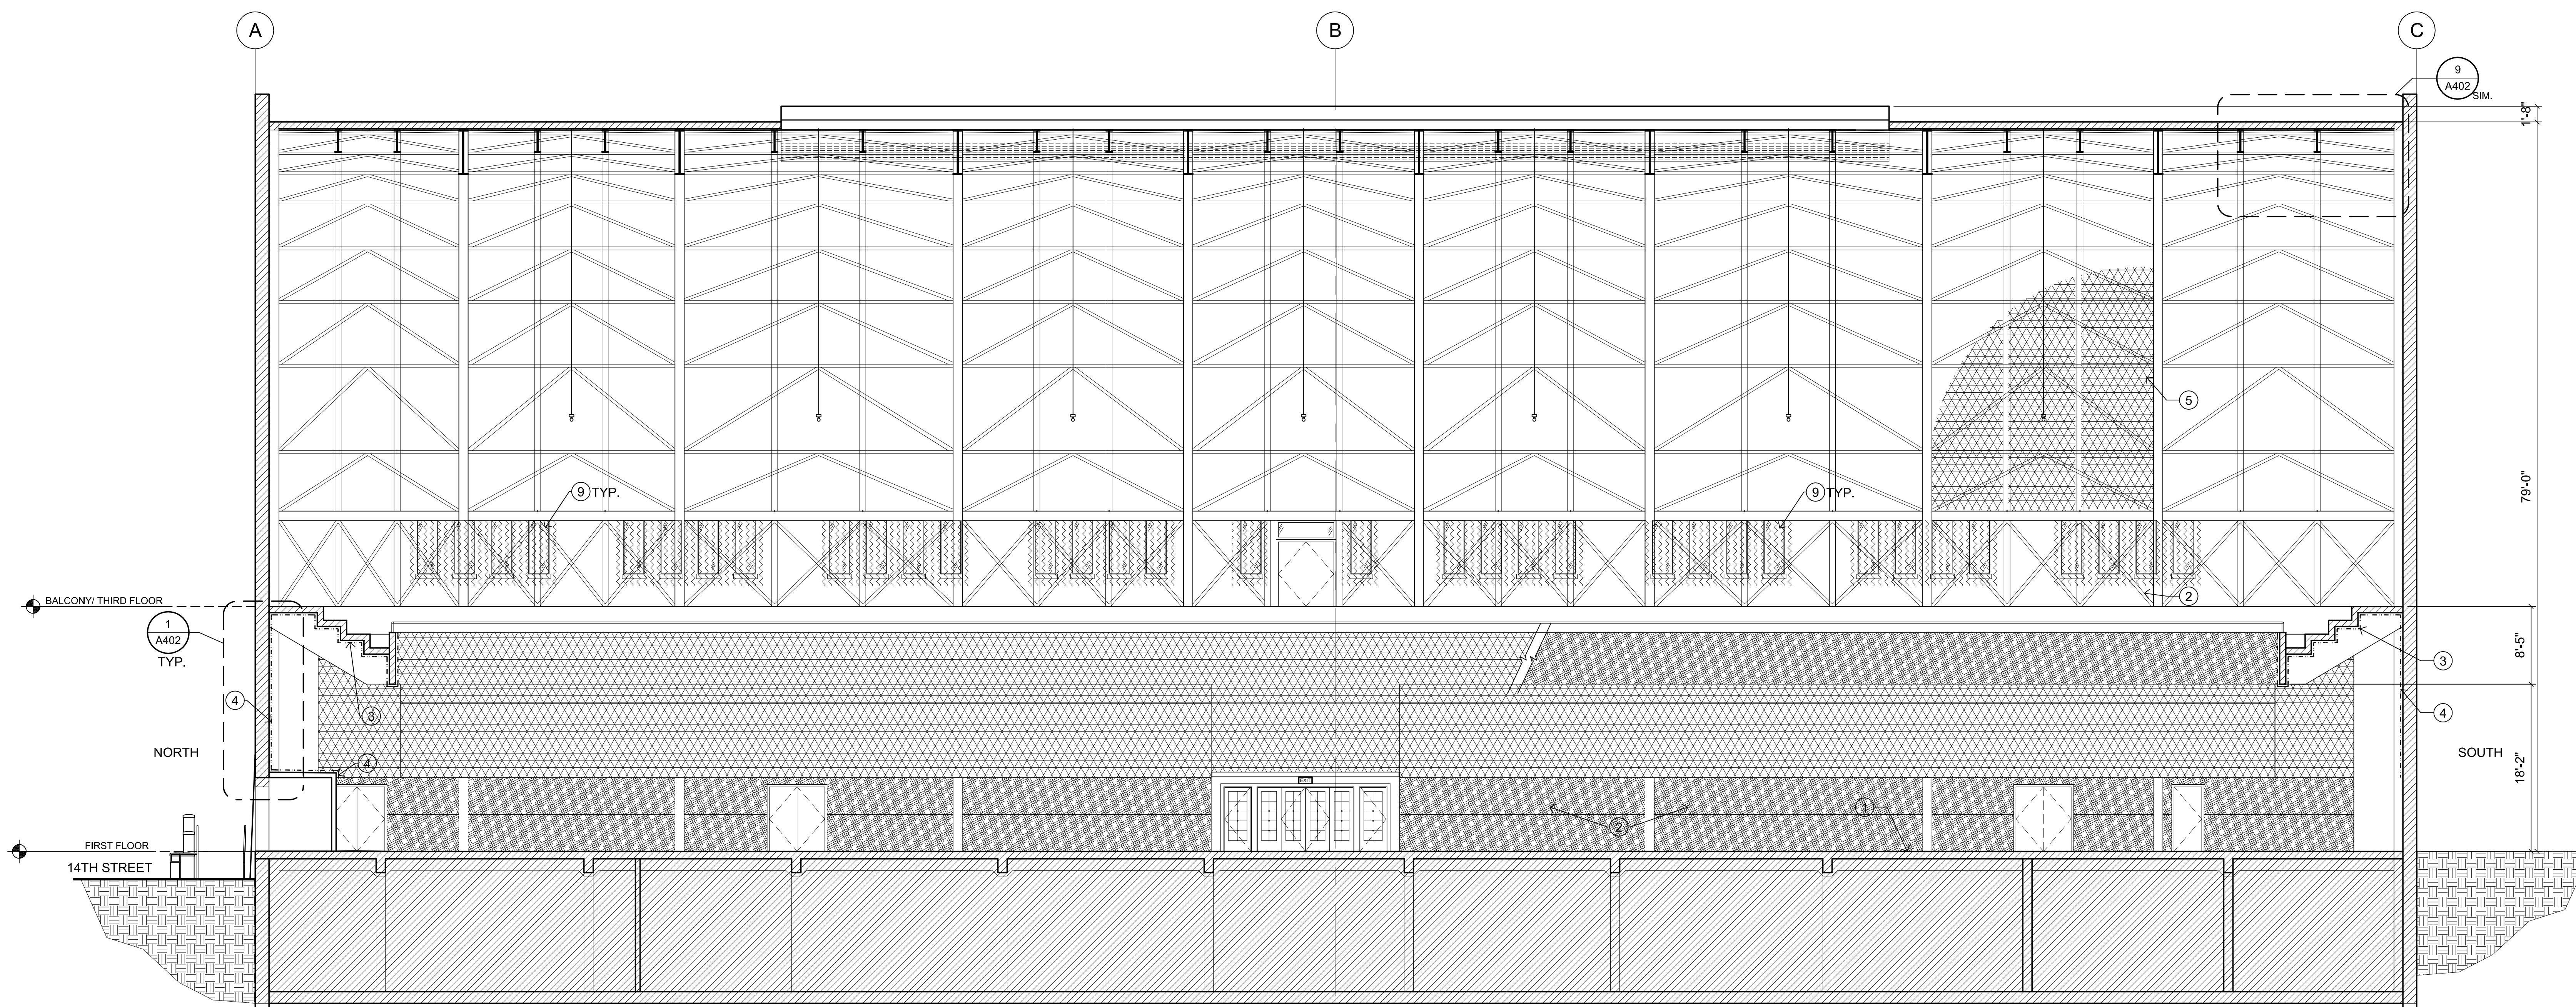 A
B
C
9
A402
SIM.
1'-8"
5
79'-0"
9 TYP.
9 TYP.
BALCONY/ THIRD FLOOR
2
1
A402
TYP.
3
8'-5"
4
3
4
NORTH
SOUTH
4
18'-2"
1
2
FIRST FLOOR
14TH STREET